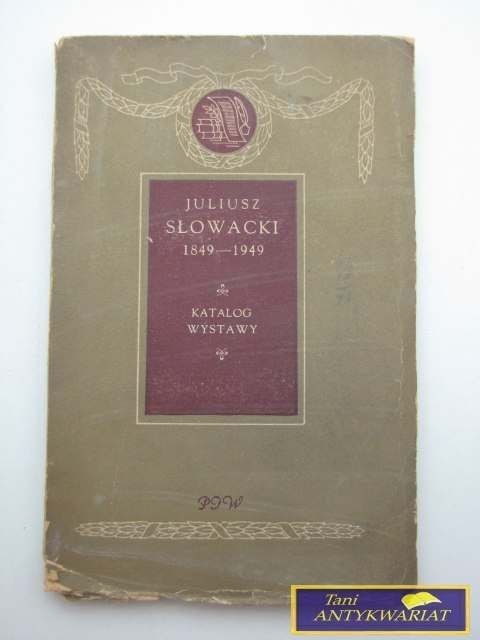 JULIUSZ
SŁOWACKI
1849—1949
KATALOG
WYSTAWY
PIW
Tani
ANTYKWARIAT